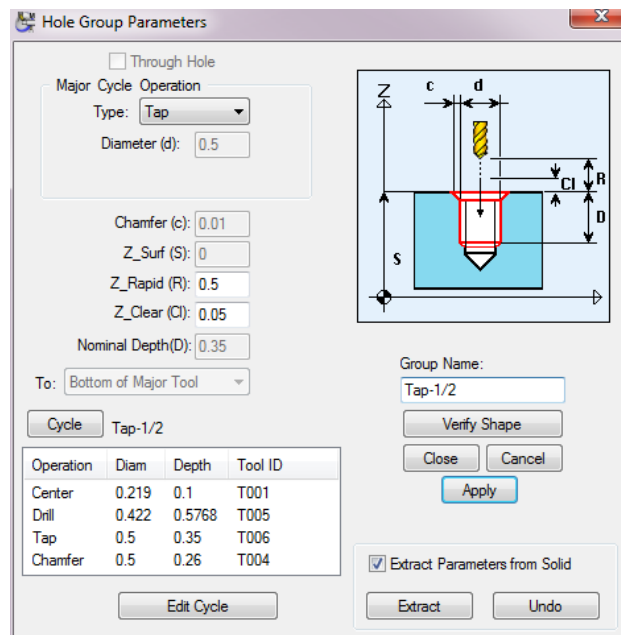 Hole Group Parameters
X
Through Hole
Major Cycle Operation
Type: Tap
Diameter (d): 0.5
Chamfer (c): 0.01
Z_Surf (S): 0
Z_Rapid (R): 0.5
Z_Clear (Cl): 0.05
Nominal Depth(D): 0.35
To: Bottom of Major Tool
Cycle Tap-1/2
Operation Diam Depth Tool ID
Center 0.219 0.1 T001
Drill 0.422 0.5768 T005
Tap 0.5 0.35 T006
Chamfer 0.5 0.26 T004
Edit Cycle
Z c d
Cl R
D
S
Group Name:
Tap-1/2
Verify Shape
Close Cancel
Apply
Extract Parameters from Solid
Extract Undo